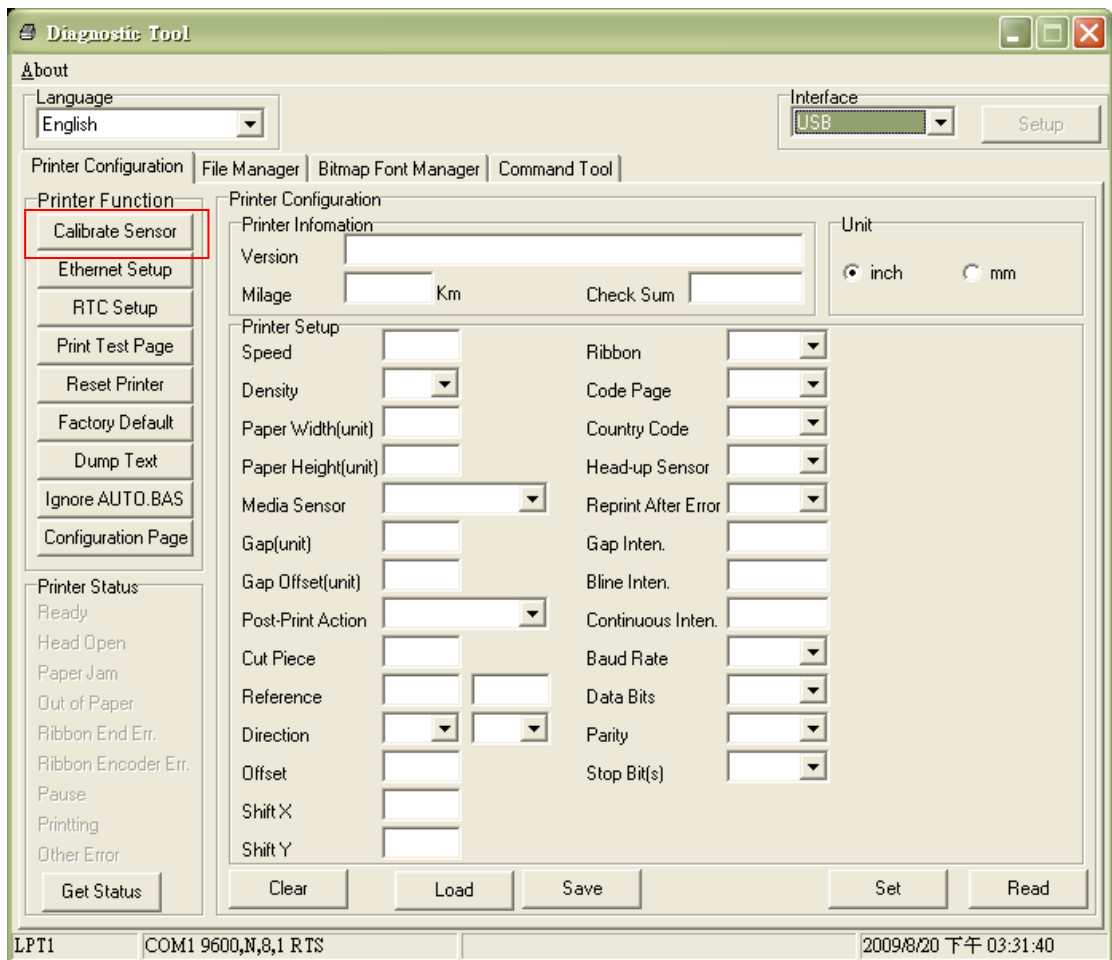 Diagnostic Tool
About
Language
English
Interface
USB
Setup
Printer Configuration
File Manager
Bitmap Font Manager
Command Tool
Printer Function
Calibrate Sensor
Ethernet Setup
RTC Setup
Print Test Page
Reset Printer
Factory Default
Dump Text
Ignore AUTO.BAS
Configuration Page
Printer Status
Ready
Head Open
Paper Jam
Out of Paper
Ribbon End Err.
Ribbon Encoder Err.
Pause
Printting
Other Error
Get Status
Printer Configuration
Printer Infomation
Version
Milage
Km
Check Sum
Unit
inch
mm
Printer Setup
Speed
Density
Paper Width(unit)
Paper Height(unit)
Media Sensor
Gap(unit)
Gap Offset(unit)
Post-Print Action
Cut Piece
Reference
Direction
Offset
Shift X
Shift Y
Ribbon
Code Page
Country Code
Head-up Sensor
Reprint After Error
Gap Inten.
Bline Inten.
Continuous Inten.
Baud Rate
Data Bits
Parity
Stop Bit(s)
Clear
Load
Save
Set
Read
LPT1
COM1 9600,N,8,1 RTS
2009/8/20 下午 03:31:40